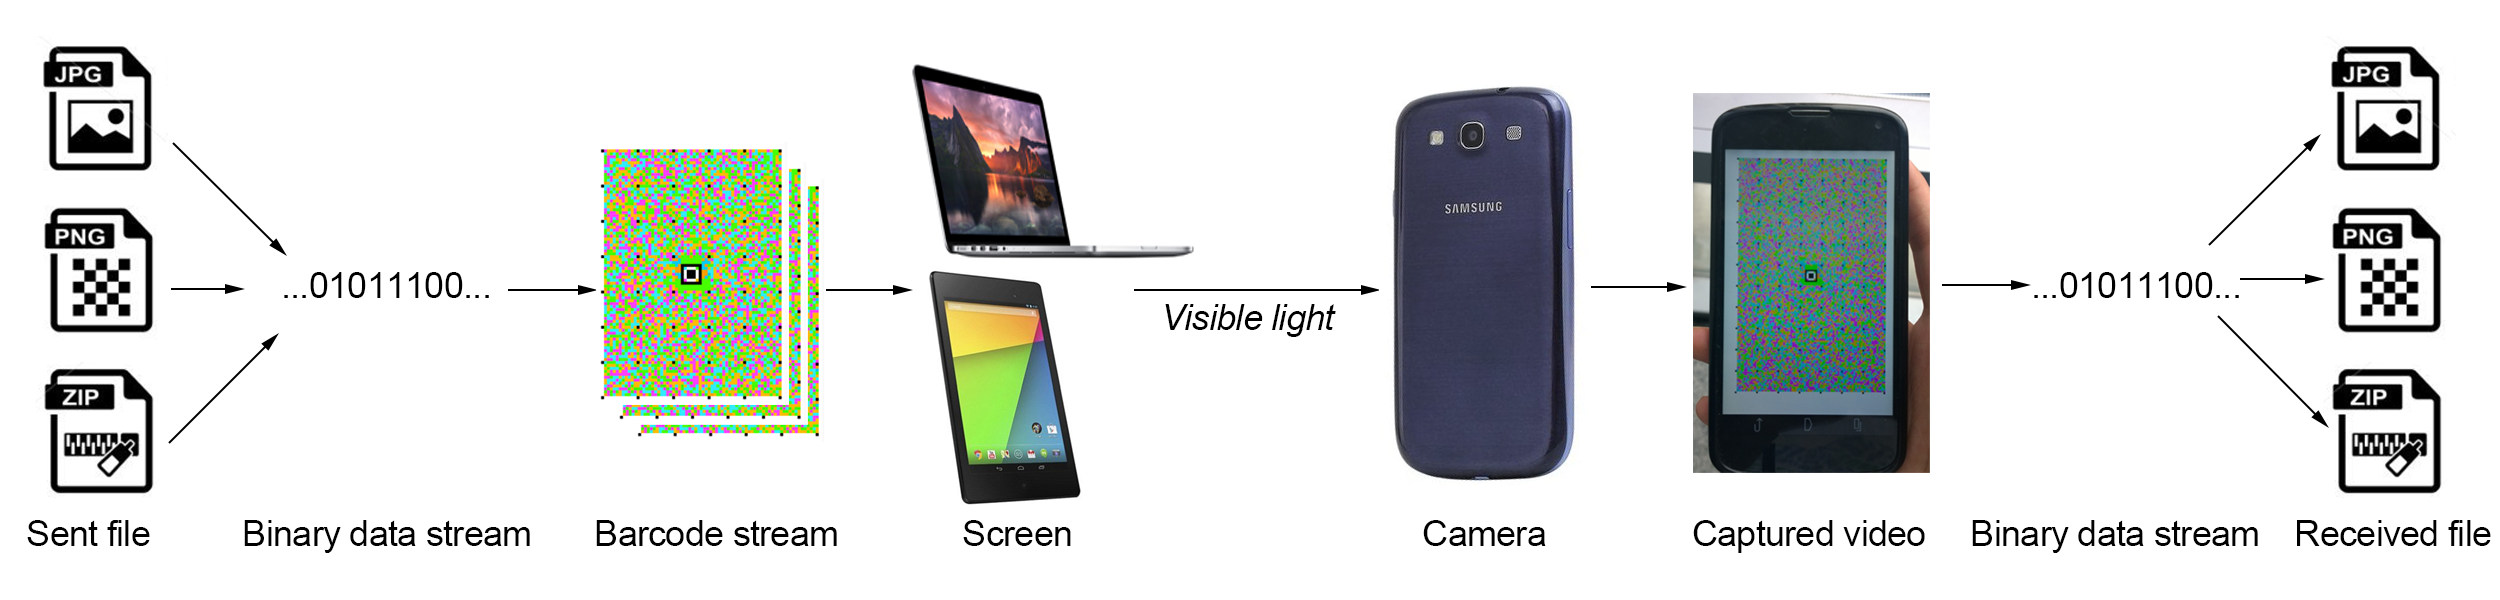 JPG
PNG
ZIP
...01011100...
Visible light
SAMSUNG
...01011100...
JPG
PNG
ZIP
Sent file
Binary data stream
Barcode stream
Screen
Camera
Captured video
Binary data stream
Received file